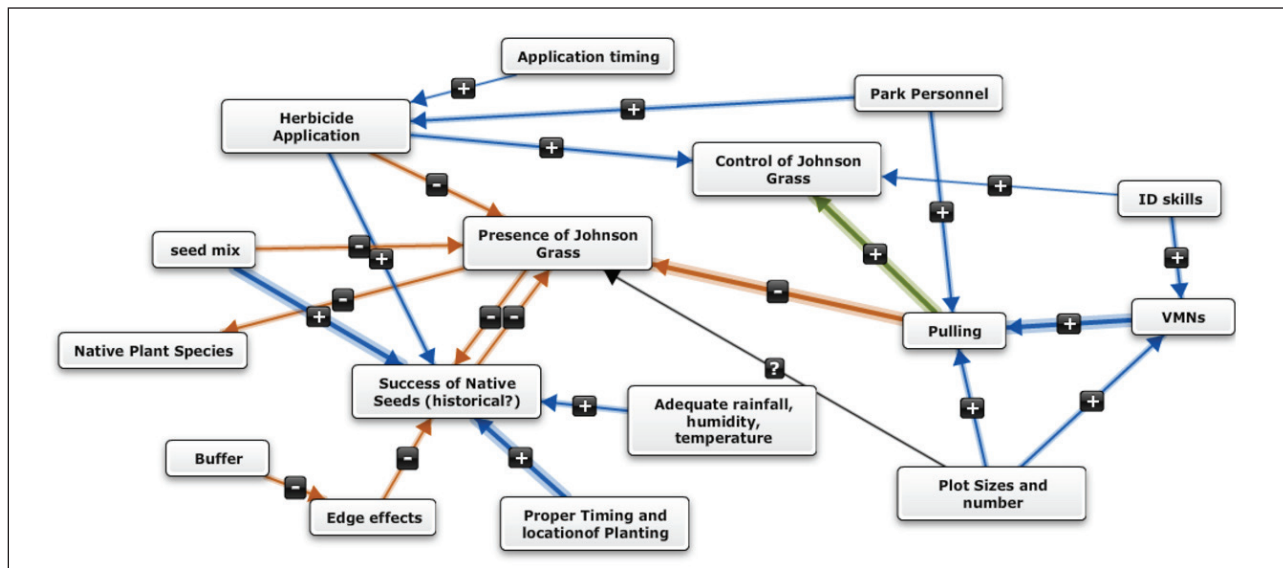 Application timing
+
Park Personnel
+
Herbicide
Application
+
Control of Johnson
Grass
-
+
ID skills
+
Presence of Johnson
Grass
seed mix
-
+
+
-
-
+
+
Native Plant Species
-
-
Pulling
+
VMNs
?
Success of Native
Seeds (historical?)
+
Adequate rainfall,
humidity,
temperature
+
+
Buffer
-
-
+
Edge effects
Proper Timing and
locationof Planting
Plot Sizes and
number